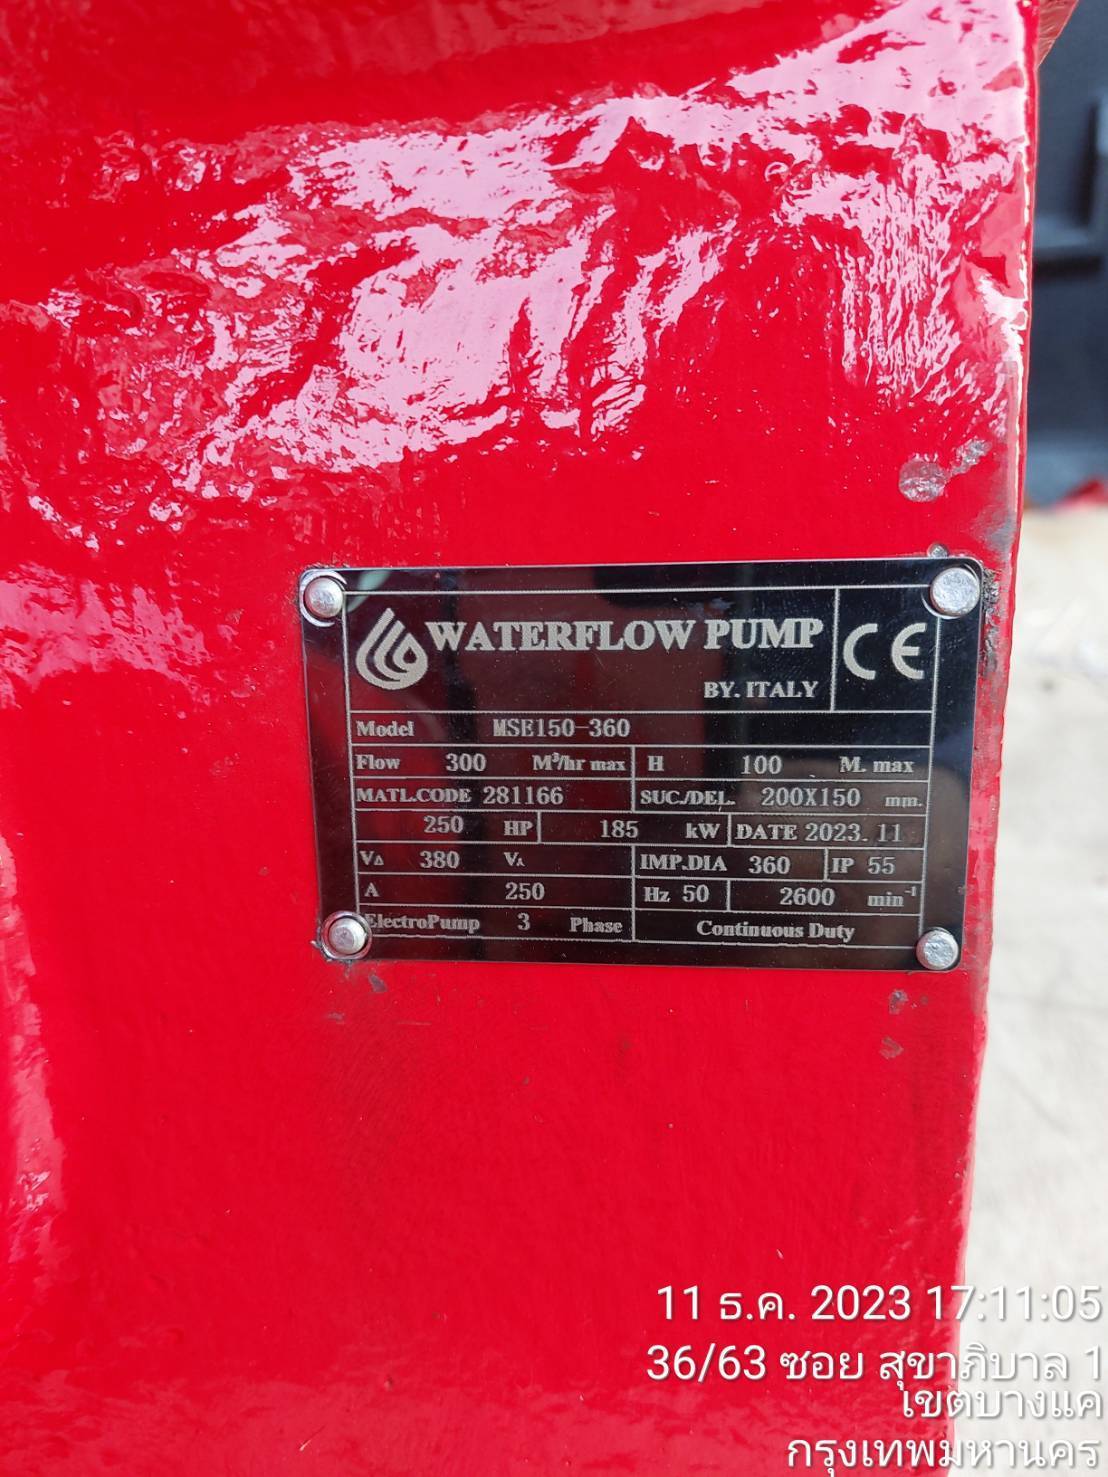 WATERFLOW PUMP
BY. ITALY
CE
Model MSE150-360
Flow 300 M³/hr max H 100 M. max
MATL.CODE 281166 SUC./DEL. 200X150 mm.
250 HP 185 kW DATE 2023. 11
VΔ 380 V⅄ IMP.DIA 360 IP 55
A 250 Hz 50 2600 min⁻¹
ElectroPump 3 Phase Continuous Duty
11 ธ.ค. 2023 17:11:05
36/63 ซอย สุขาภิบาล 1
เขตบางแค
กรุงเทพมหานคร